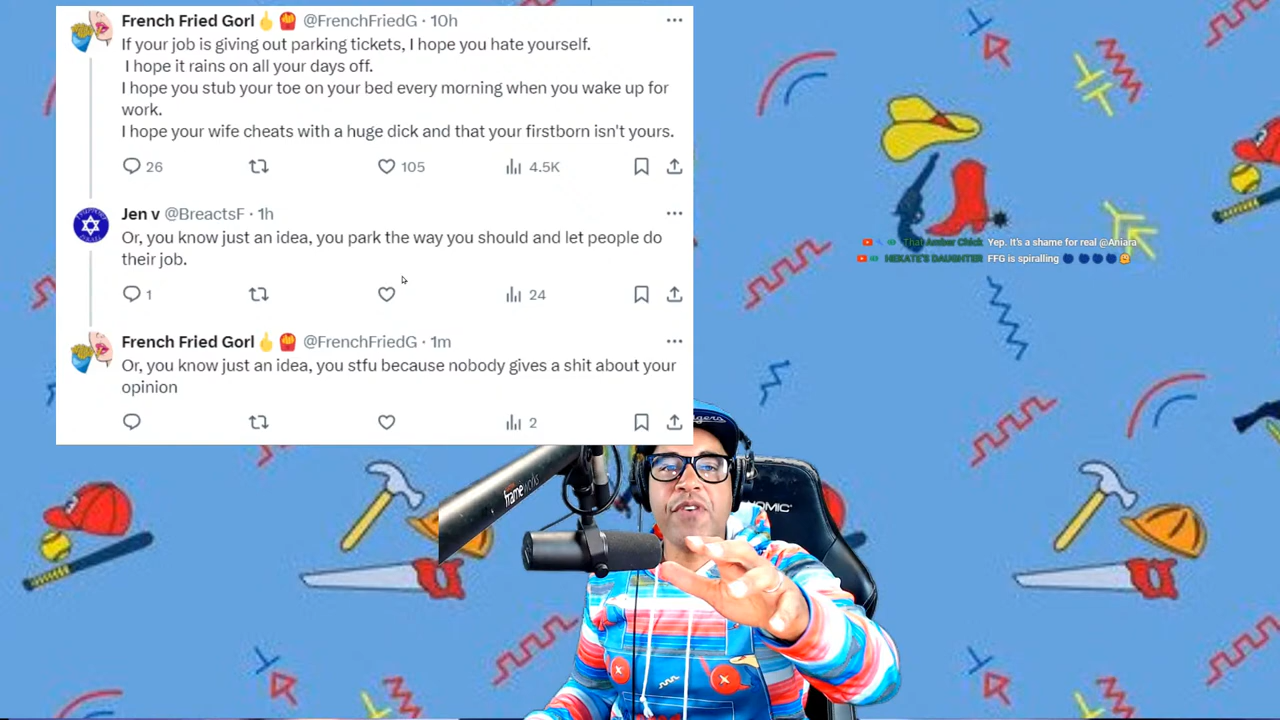 French Fried Gorl🖕🍟 @FrenchFriedG · 10h
If your job is giving out parking tickets, I hope you hate yourself.
I hope it rains on all your days off.
I hope you stub your toe on your bed every morning when you wake up for
work.
I hope your wife cheats with a huge dick and that your firstborn isn't yours.
26 105 4.5K
Jen v @BreactsF · 1h
Or, you know just an idea, you park the way you should and let people do
their job.
1 24
French Fried Gorl🖕🍟 @FrenchFriedG · 1m
Or, you know just an idea, you stfu because nobody gives a shit about your
opinion
2
That Amber Chick Yep. It's a shame for real @Aniara
HEKATE'S DAUGHTER FFG is spiralling
frameworks